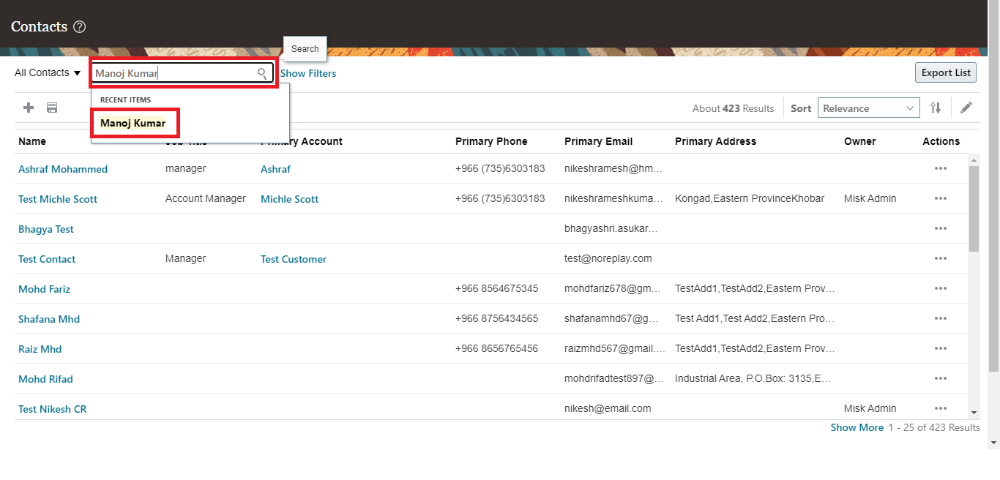 Contacts
Search
All Contacts Manoj Kumar Show Filters Export List
RECENT ITEMS
Manoj Kumar
About 423 Results Sort Relevance
Name Job Title Primary Account Primary Phone Primary Email Primary Address Owner Actions
Ashraf Mohammed manager Ashraf +966 (735)6303183 nikeshramesh@hm...
Test Michle Scott Account Manager Michle Scott +966 (735)6303183 nikeshrameshkuma... Kongad,Eastern ProvinceKhobar Misk Admin
Bhagya Test bhagyashri.asukar...
Test Contact Manager Test Customer test@noreplay.com
Mohd Fariz +966 8564675345 mohdfariz678@gm... TestAdd1,TestAdd2,Eastern Prov...
Shafana Mhd +966 8756434565 shafanamhd67@g... Test Add1,Test Add2,Eastern Pro...
Raiz Mhd +966 8656765456 raizmhd567@gmail.... TestAdd1,TestAdd2,Eastern Prov...
Mohd Rifad mohdrifadtest897@... Industrial Area, P.O.Box: 3135,E...
Test Nikesh CR nikesh@email.com Misk Admin
Show More 1 - 25 of 423 Results